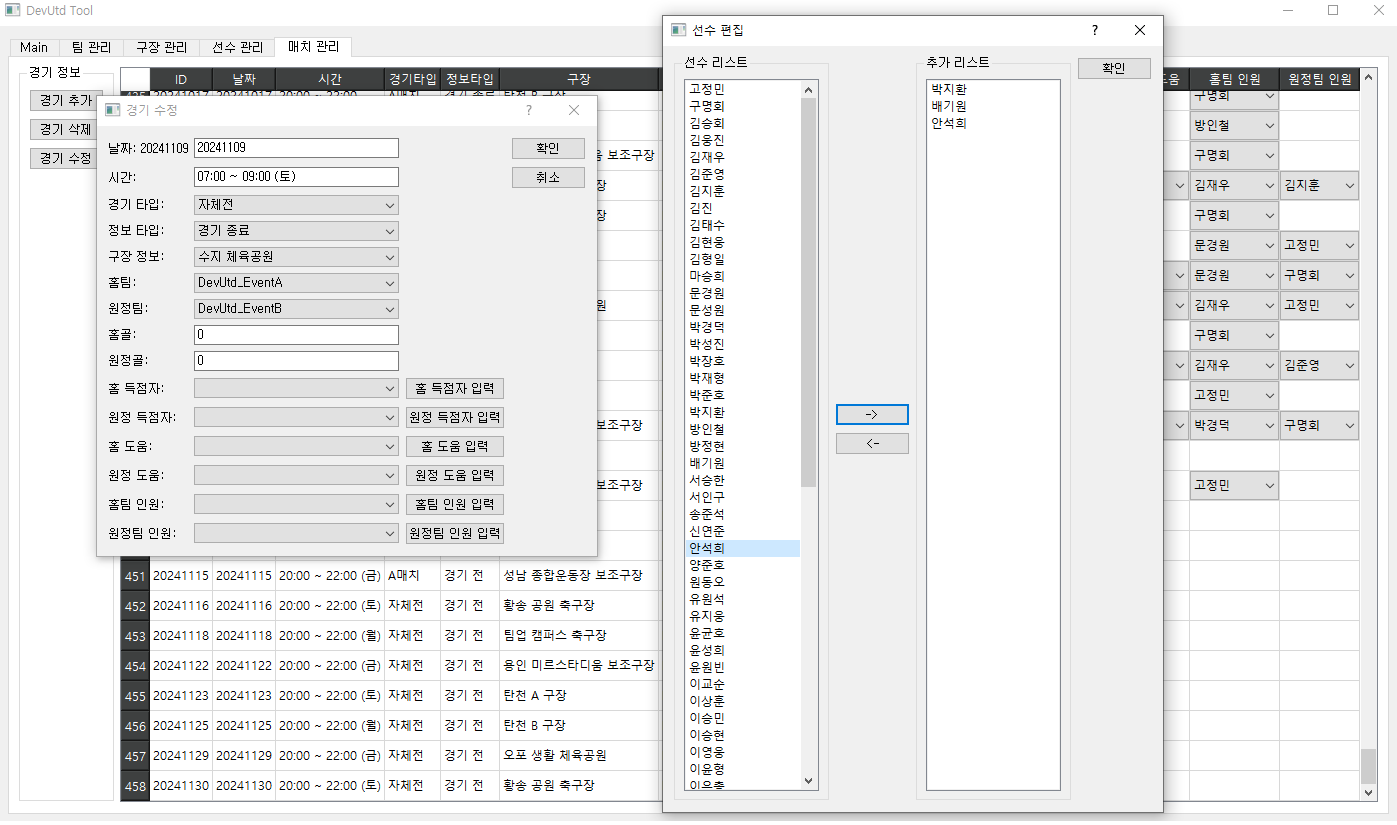 DevUtd Tool
Main 팀 관리 구장 관리 선수 관리 매치 관리
경기 정보
경기 추가
경기 삭제
경기 수정
ID 날짜 시간 경기타입 정보타입 구장 홈팀 인원 원정팀 인원
경기 수정
날짜: 20241109 20241109 확인
시간: 07:00 ~ 09:00 (토) 취소
경기 타입: 자체전
정보 타입: 경기 종료
구장 정보: 수지 체육공원
홈팀: DevUtd_EventA
원정팀: DevUtd_EventB
홈골: 0
원정골: 0
홈 득점자: 홈 득점자 입력
원정 득점자: 원정 득점자 입력
홈 도움: 홈 도움 입력
원정 도움: 원정 도움 입력
홈팀 인원: 홈팀 인원 입력
원정팀 인원: 원정팀 인원 입력
451 20241115 20241115 20:00 ~ 22:00 (금) A매치 경기 전 성남 종합운동장 보조구장
452 20241116 20241116 20:00 ~ 22:00 (토) 자체전 경기 전 황송 공원 축구장
453 20241118 20241118 20:00 ~ 22:00 (월) 자체전 경기 전 팀업 캠퍼스 축구장
454 20241122 20241122 20:00 ~ 22:00 (금) 자체전 경기 전 용인 미르스타디움 보조구장
455 20241123 20241123 20:00 ~ 22:00 (토) 자체전 경기 전 탄천 A 구장
456 20241125 20241125 20:00 ~ 22:00 (월) 자체전 경기 전 탄천 B 구장
457 20241129 20241129 20:00 ~ 22:00 (금) 자체전 경기 전 오포 생활 체육공원
458 20241130 20241130 20:00 ~ 22:00 (토) 자체전 경기 전 황송 공원 축구장
선수 편집
선수 리스트
고정민
구명회
김승회
김웅진
김재우
김준영
김지훈
김진
김태수
김현웅
김형일
마승희
문경원
문성원
박경덕
박성진
박장호
박재형
박준호
박지환
방인철
방정현
배기원
서승한
서인구
송준석
신연준
안석희
양준호
원동오
유원석
유지웅
윤균호
윤성희
윤원빈
이교순
이상훈
이승민
이승현
이영웅
이윤형
->
<-
추가 리스트
박지환
배기원
안석희
확인
구명회
방인철
구명회
김재우 김지훈
구명회
문경원 고정민
문경원 구명회
김재우 고정민
구명회
김재우 김준영
고정민
박경덕 구명회
고정민